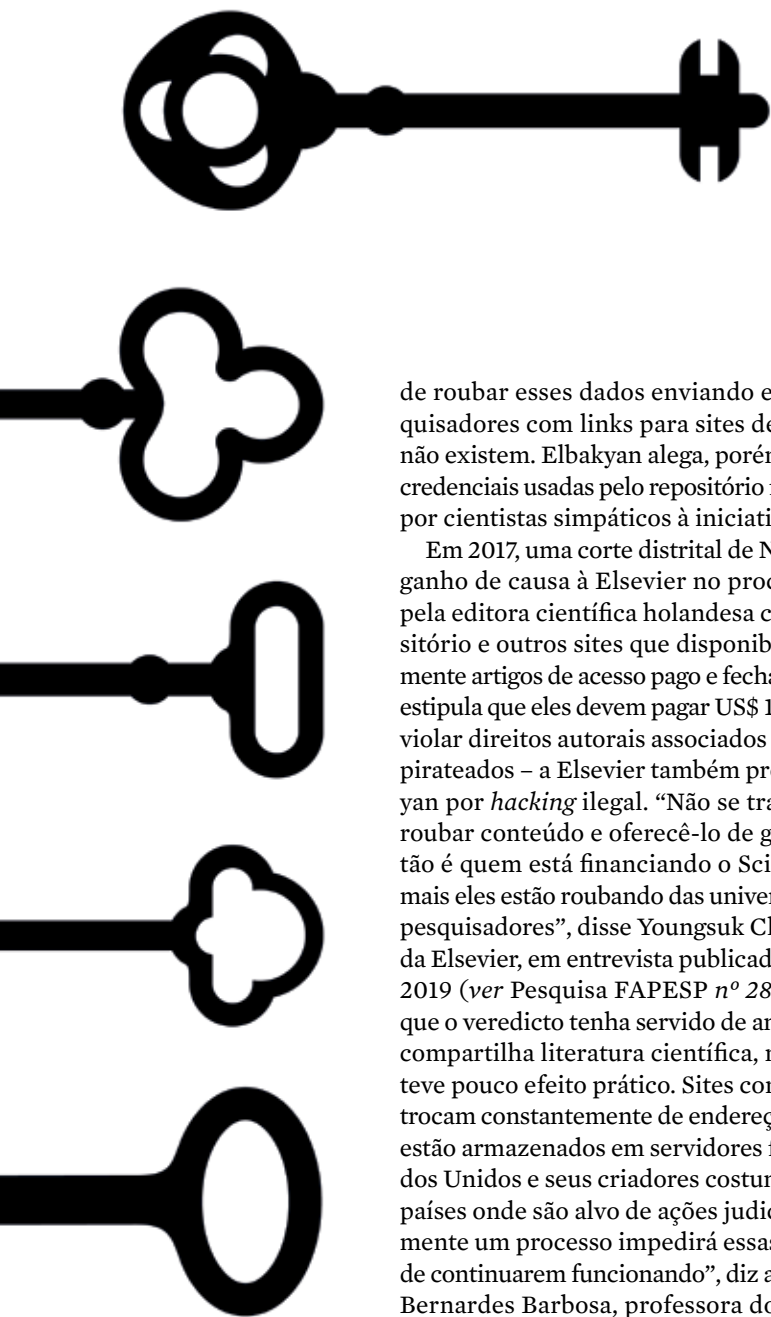 de roubar esses dados enviando e
quisadores com links para sites de
não existem. Elbakyan alega, porém
credenciais usadas pelo repositório
por cientistas simpáticos à iniciati
Em 2017, uma corte distrital de N
ganho de causa à Elsevier no proc
pela editora científica holandesa c
sitório e outros sites que disponib
mente artigos de acesso pago e fecha
estipula que eles devem pagar US$ 1
violar direitos autorais associados
pirateados – a Elsevier também pr
yan por hacking ilegal. “Não se tra
roubar conteúdo e oferecê-lo de g
tão é quem está financiando o Sci
mais eles estão roubando das univer
pesquisadores”, disse Youngsuk C
da Elsevier, em entrevista publicad
2019 (ver Pesquisa FAPESP nº 28
que o veredicto tenha servido de a
compartilha literatura científica,
teve pouco efeito prático. Sites co
trocam constantemente de endereç
estão armazenados em servidores f
dos Unidos e seus criadores costu
países onde são alvo de ações judic
mente um processo impedirá essas
de continuarem funcionando”, diz a
Bernardes Barbosa, professora do